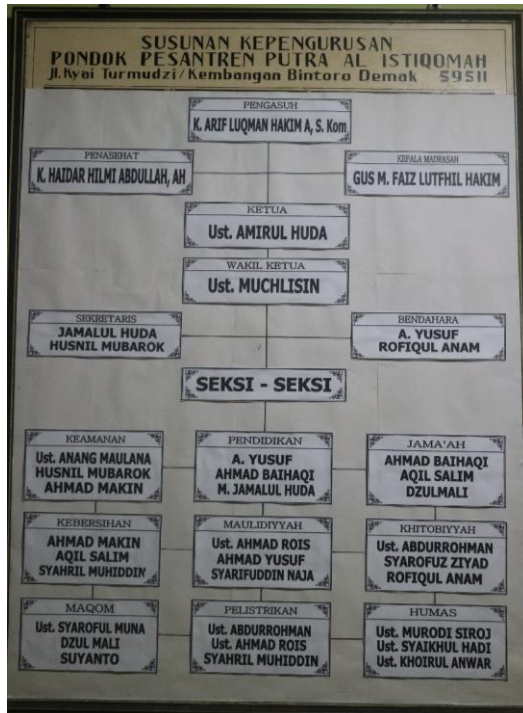 SUSUNAN KEPENGURUSAN
PONDOK PESANTREN PUTRA AL ISTIQOMAH
Jl. Kyai Turmudzi/Kembangan Bintoro Demak 59511
PENGASUH
K. ARIF LUQMAN HAKIM A, S. Kom
PENASEHAT
K. HAIDAR HILMI ABDULLAH, AH
KEPALA MADRASAH
GUS M. FAIZ LUTFHIL HAKIM
KETUA
Ust. AMIRUL HUDA
WAKIL KETUA
Ust. MUCHLISIN
SEKRETARIS
JAMALUL HUDA
HUSNIL MUBAROK
BENDAHARA
A. YUSUF
ROFIQUL ANAM
SEKSI - SEKSI
KEAMANAN
Ust. ANANG MAULANA
HUSNIL MUBAROK
AHMAD MAKIN
PENDIDIKAN
A. YUSUF
AHMAD BAIHAQI
M. JAMALUL HUDA
JAMA'AH
AHMAD BAIHAQI
AQIL SALIM
DZULMALI
KEBERSIHAN
AHMAD MAKIN
AQIL SALIM
SYAHRIL MUHIDDIN
MAULIDIYYAH
Ust. AHMAD ROIS
AHMAD YUSUF
SYARIFUDDIN NAJA
KHITOBIYYAH
Ust. ABDURROHMAN
SYAROFUZ ZIYAD
ROFIQUL ANAM
MAQOM
Ust. SYAROFUL MUNA
DZUL MALI
SUYANTO
PELISTRIKAN
Ust. ABDURROHMAN
Ust. AHMAD ROIS
SYAHRIL MUHIDDIN
HUMAS
Ust. MURODI SIROJ
Ust. SYAIKHUL HADI
Ust. KHOIRUL ANWAR